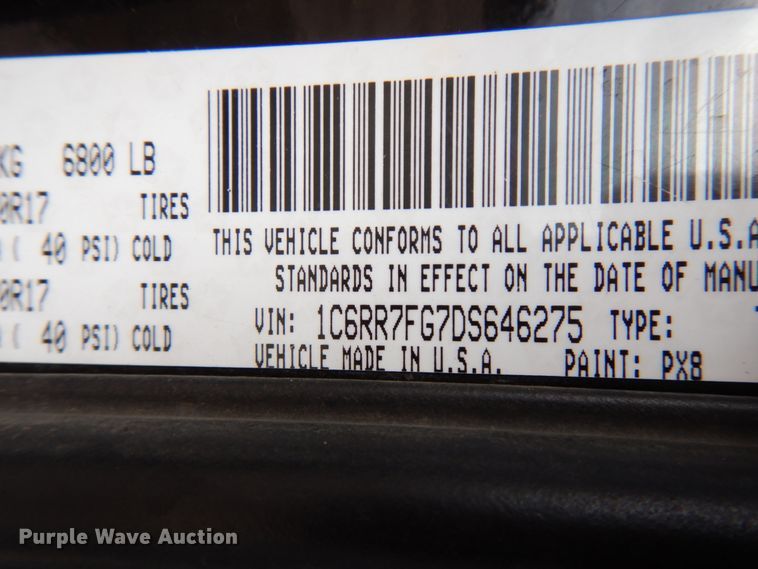 KG 6800 LB
0R17 TIRES
( 40 PSI) COLD
0R17 TIRES
( 40 PSI) COLD
THIS VEHICLE CONFORMS TO ALL APPLICABLE U.S.A
STANDARDS IN EFFECT ON THE DATE OF MANU
VIN: 1C6RR7FG7DS646275 TYPE:
VEHICLE MADE IN U.S.A. PAINT: PX8
Purple Wave Auction